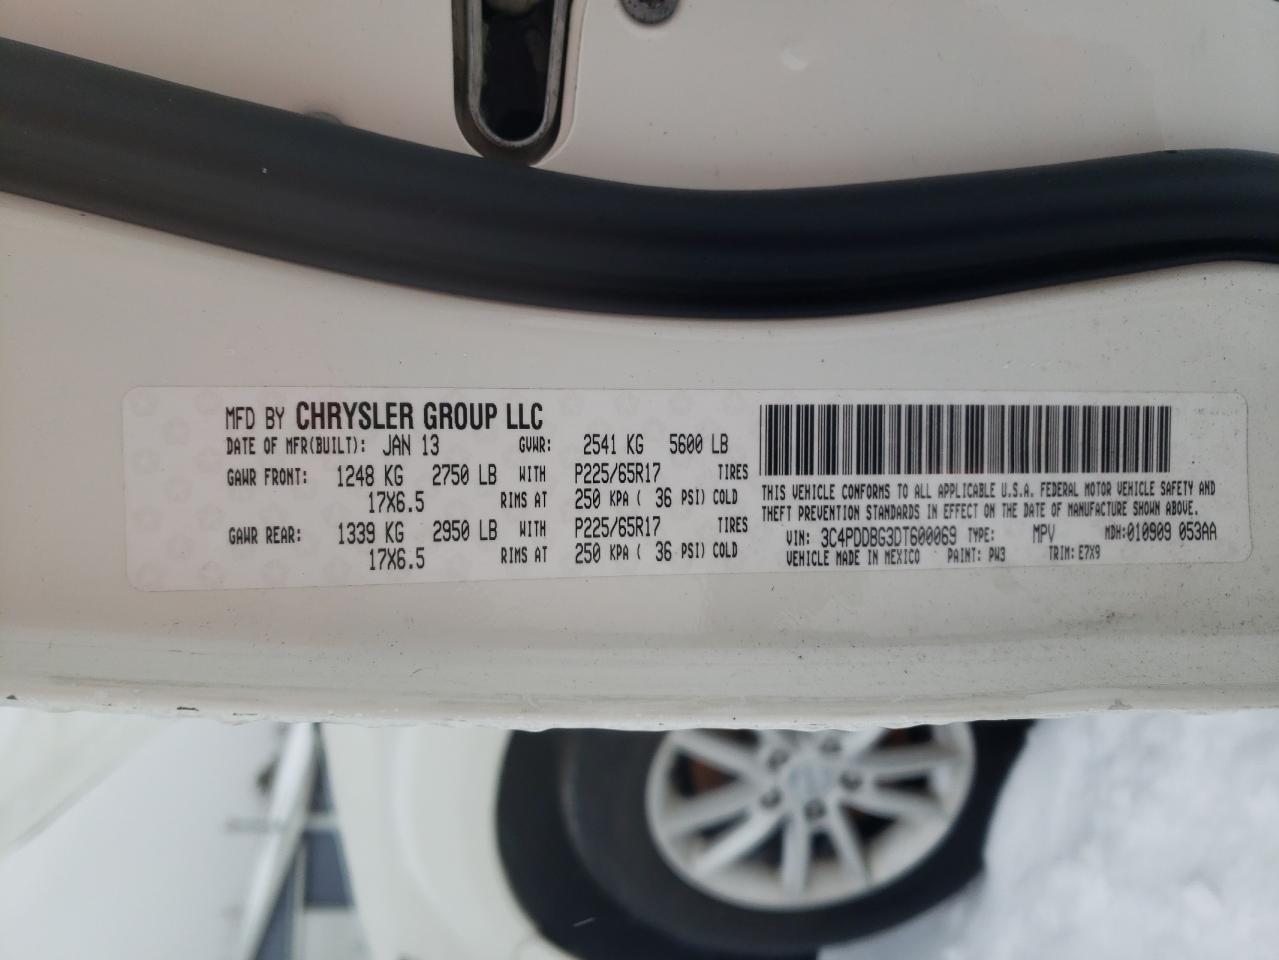 MFD BY CHRYSLER GROUP LLC
DATE OF MFR(BUILT): JAN 13 GVWR: 2541 KG 5600 LB
GAWR FRONT: 1248 KG 2750 LB WITH P225/65R17 TIRES
17X6.5 RIMS AT 250 KPA ( 36 PSI) COLD
GAWR REAR: 1339 KG 2950 LB WITH P225/65R17 TIRES
17X6.5 RIMS AT 250 KPA ( 36 PSI) COLD
THIS VEHICLE CONFORMS TO ALL APPLICABLE U.S.A. FEDERAL MOTOR VEHICLE SAFETY AND
THEFT PREVENTION STANDARDS IN EFFECT ON THE DATE OF MANUFACTURE SHOWN ABOVE.
VIN: 3C4PDDBG3DT600069 TYPE: MPV MDH:010909 053AA
VEHICLE MADE IN MEXICO PAINT: PW3 TRIM: E7X9